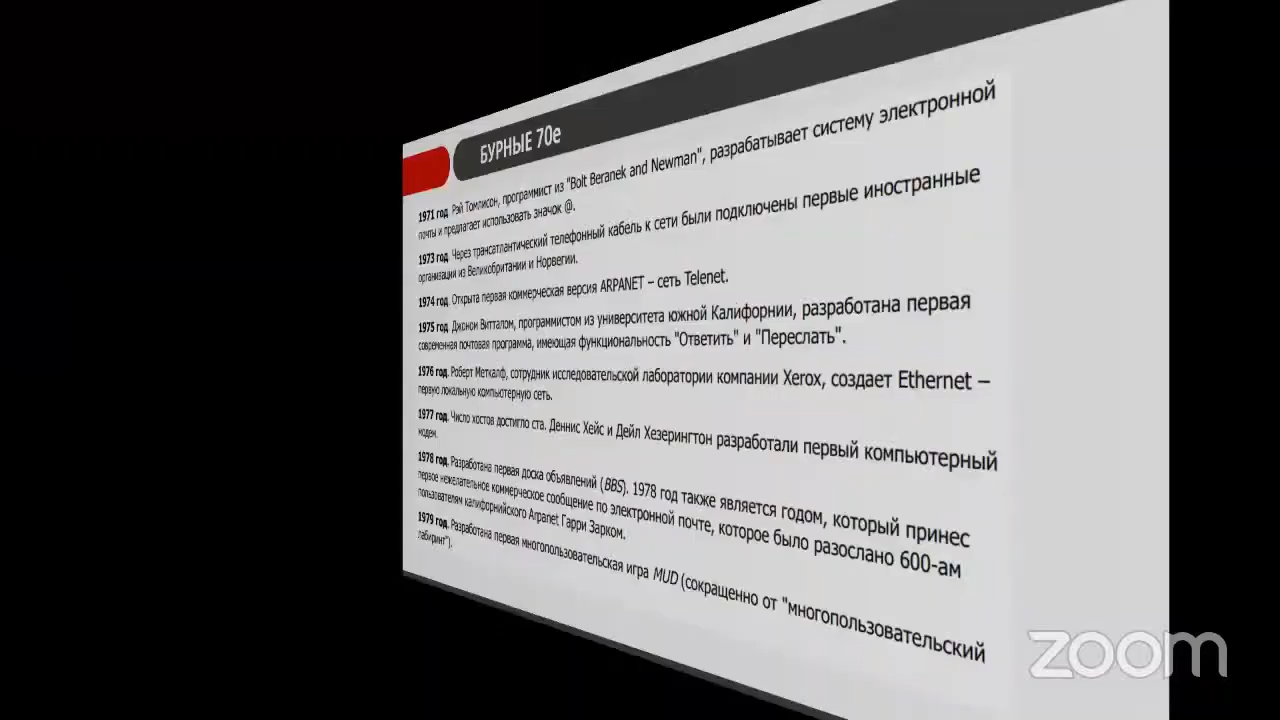 БУРНЫЕ 70е
1971 год. Рэй Томлисон, программист из "Bolt Beranek and Newman", разрабатывает систему электронной
почты и предлагает использовать значок @.
1973 год. Через трансатлантический телефонный кабель к сети были подключены первые иностранные
организации из Великобритании и Норвегии.
1974 год. Открыта первая коммерческая версия ARPANET – сеть Telenet.
1975 год. Джоном Витталом, программистом из университета южной Калифорнии, разработана первая
современная почтовая программа, имеющая функциональность "Ответить" и "Переслать".
1976 год. Роберт Меткалф, сотрудник исследовательской лаборатории компании Xerox, создает Ethernet –
первую локальную компьютерную сеть.
1977 год. Число хостов достигло ста. Деннис Хейс и Дейл Хезерингтон разработали первый компьютерный
модем.
1978 год. Разработана первая доска объявлений (BBS). 1978 год также является годом, который принес
первое нежелательное коммерческое сообщение по электронной почте, которое было разослано 600-ам
пользователям калифорнийского Arpanet Гарри Зарком.
1979 год. Разработана первая многопользовательская игра MUD (сокращенно от "многопользовательский
лабиринт").
zoom